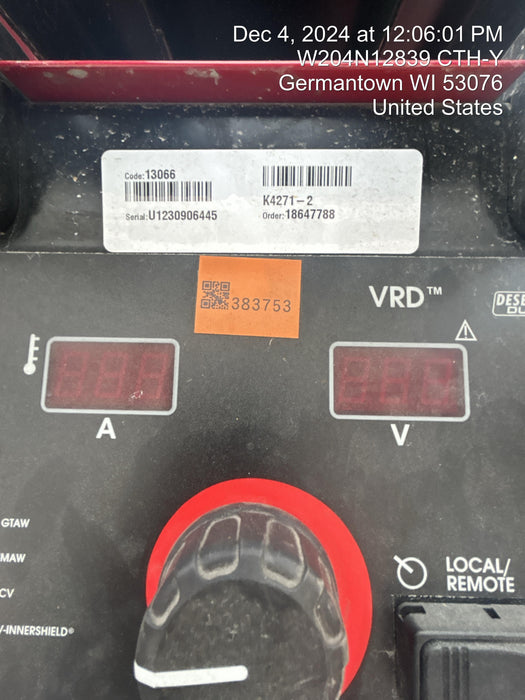 Dec 4, 2024 at 12:06:01 PM
W204N12839 CTH-Y
Germantown WI 53076
United States
Code: 13066
K4271-2
Serial: U1230906445
Order: 18647788
383753
VRD™
A
V
GTAW
MAW
CV
-INNERSHIELD®
LOCAL/
REMOTE